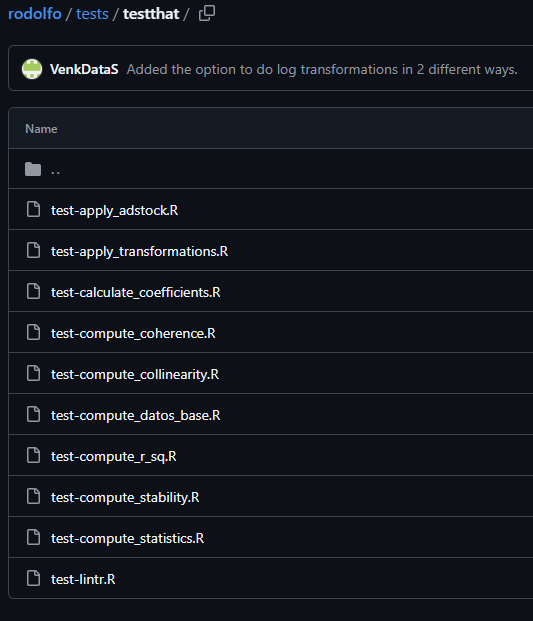 rodolfo / tests / testthat /
VenkDataS Added the option to do log transformations in 2 different ways.
Name
..
test-apply_adstock.R
test-apply_transformations.R
test-calculate_coefficients.R
test-compute_coherence.R
test-compute_collinearity.R
test-compute_datos_base.R
test-compute_r_sq.R
test-compute_stability.R
test-compute_statistics.R
test-lintr.R